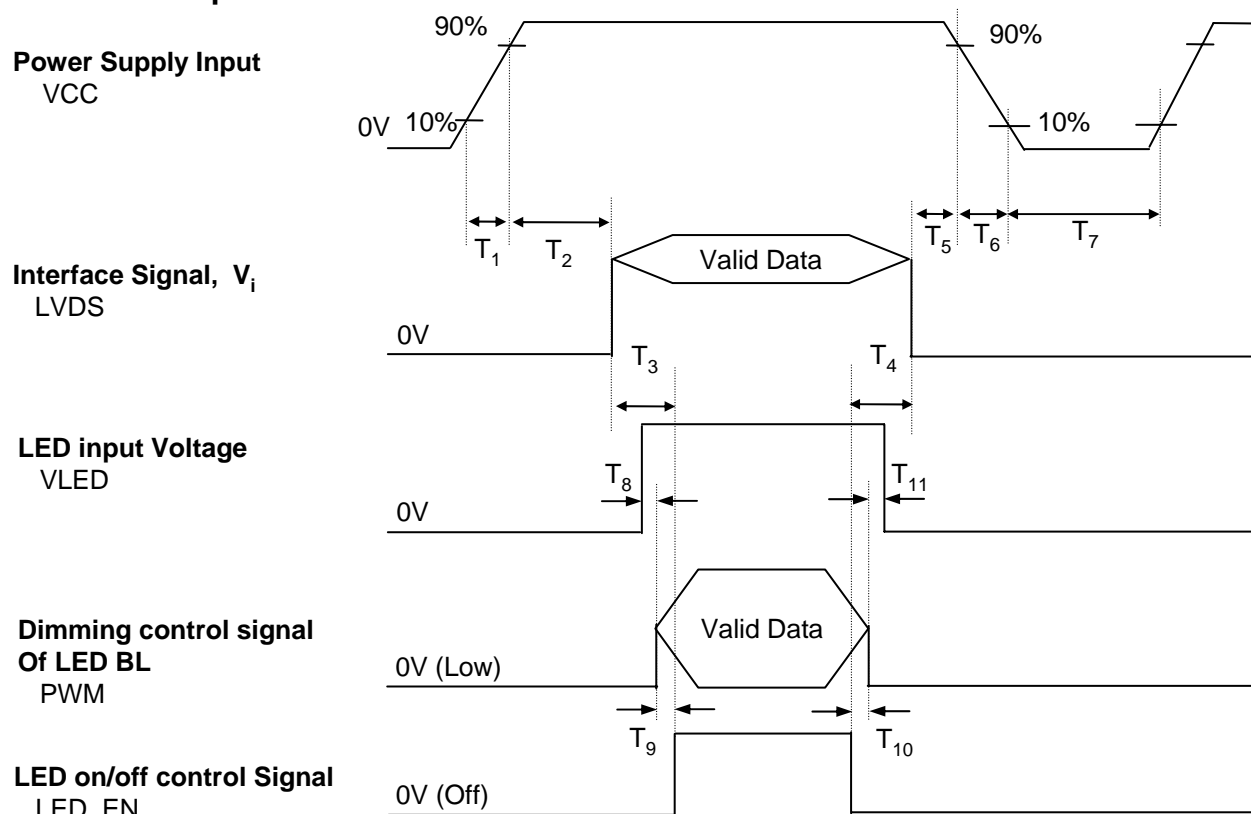 90%
90%
Power Supply Input
VCC
0V 10%
10%
T1
T2
T5
T6
T7
Interface Signal, Vi
LVDS
Valid Data
0V
T3
T4
LED input Voltage
VLED
T8
T11
0V
Dimming control signal
Of LED BL
PWM
Valid Data
0V (Low)
T9
T10
LED on/off control Signal
LED_EN
0V (Off)